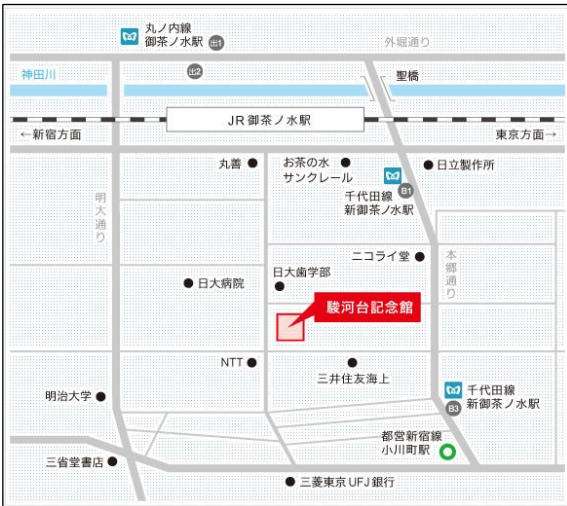 丸ノ内線
御茶ノ水駅 出1
外堀通り
出2
神田川
聖橋
JR御茶ノ水駅
←新宿方面
東京方面→
丸善
お茶の水
サンクレール
日立製作所
千代田線 B1
新御茶ノ水駅
明大通り
本郷通り
ニコライ堂
日大歯学部
日大病院
駿河台記念館
NTT
三井住友海上
明治大学
千代田線
B3 新御茶ノ水駅
都営新宿線
小川町駅
三省堂書店
三菱東京UFJ銀行